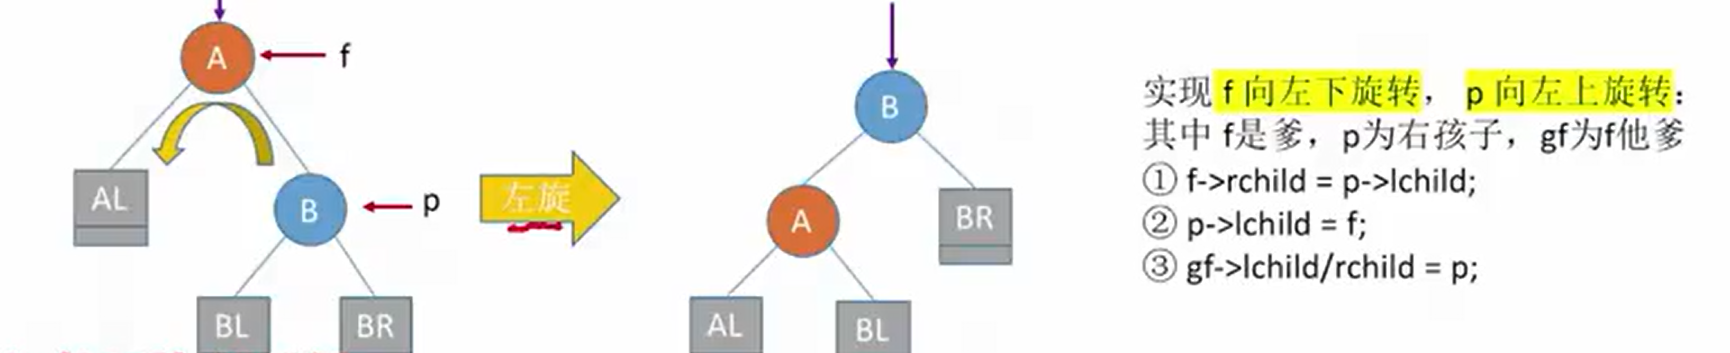 A
f
AL
B
p
BL
BR
左旋
B
A
BR
AL
BL
实现 f 向左下旋转， p 向左上旋转：
其中 f是爹，p为右孩子，gf为f他爹
① f->rchild = p->lchild;
② p->lchild = f;
③ gf->lchild/rchild = p;